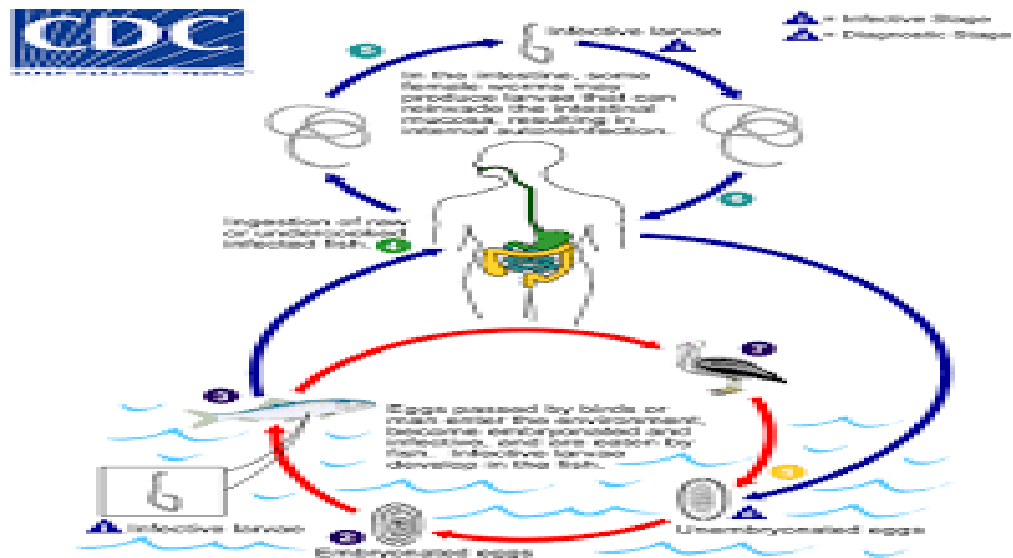 CDC
Infective larvae
= Infective Stage
= Diagnostic Stage
In the intestine, some
female worms may
produce larvae that can
reinvade the intestinal
mucosa, resulting in
internal autoreinfection.
Ingestion of raw
or undercooked
infected fish.
Eggs passed by birds or
man enter the environment,
become embryonated and
infective, and are eaten by
fish. Infective larvae
develop in the fish.
Infective larvae
Embryonated eggs
Unembryonated eggs